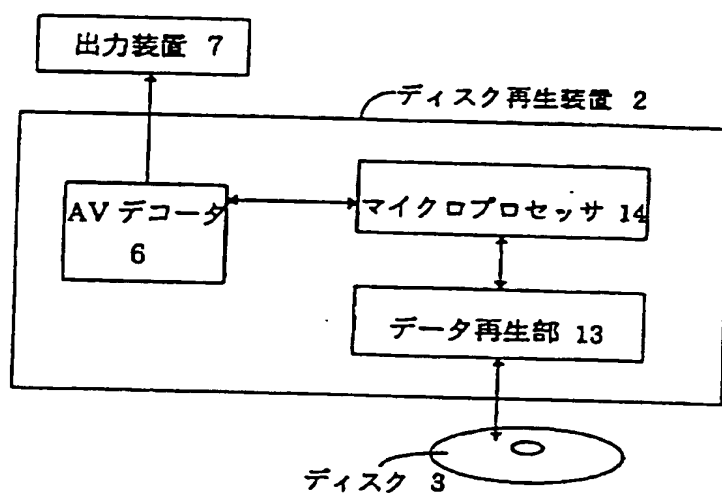 出力装置 7
ディスク再生装置 2
AV デコータ
6
マイクロプロセッサ 14
データ再生部 13
ディスク 3